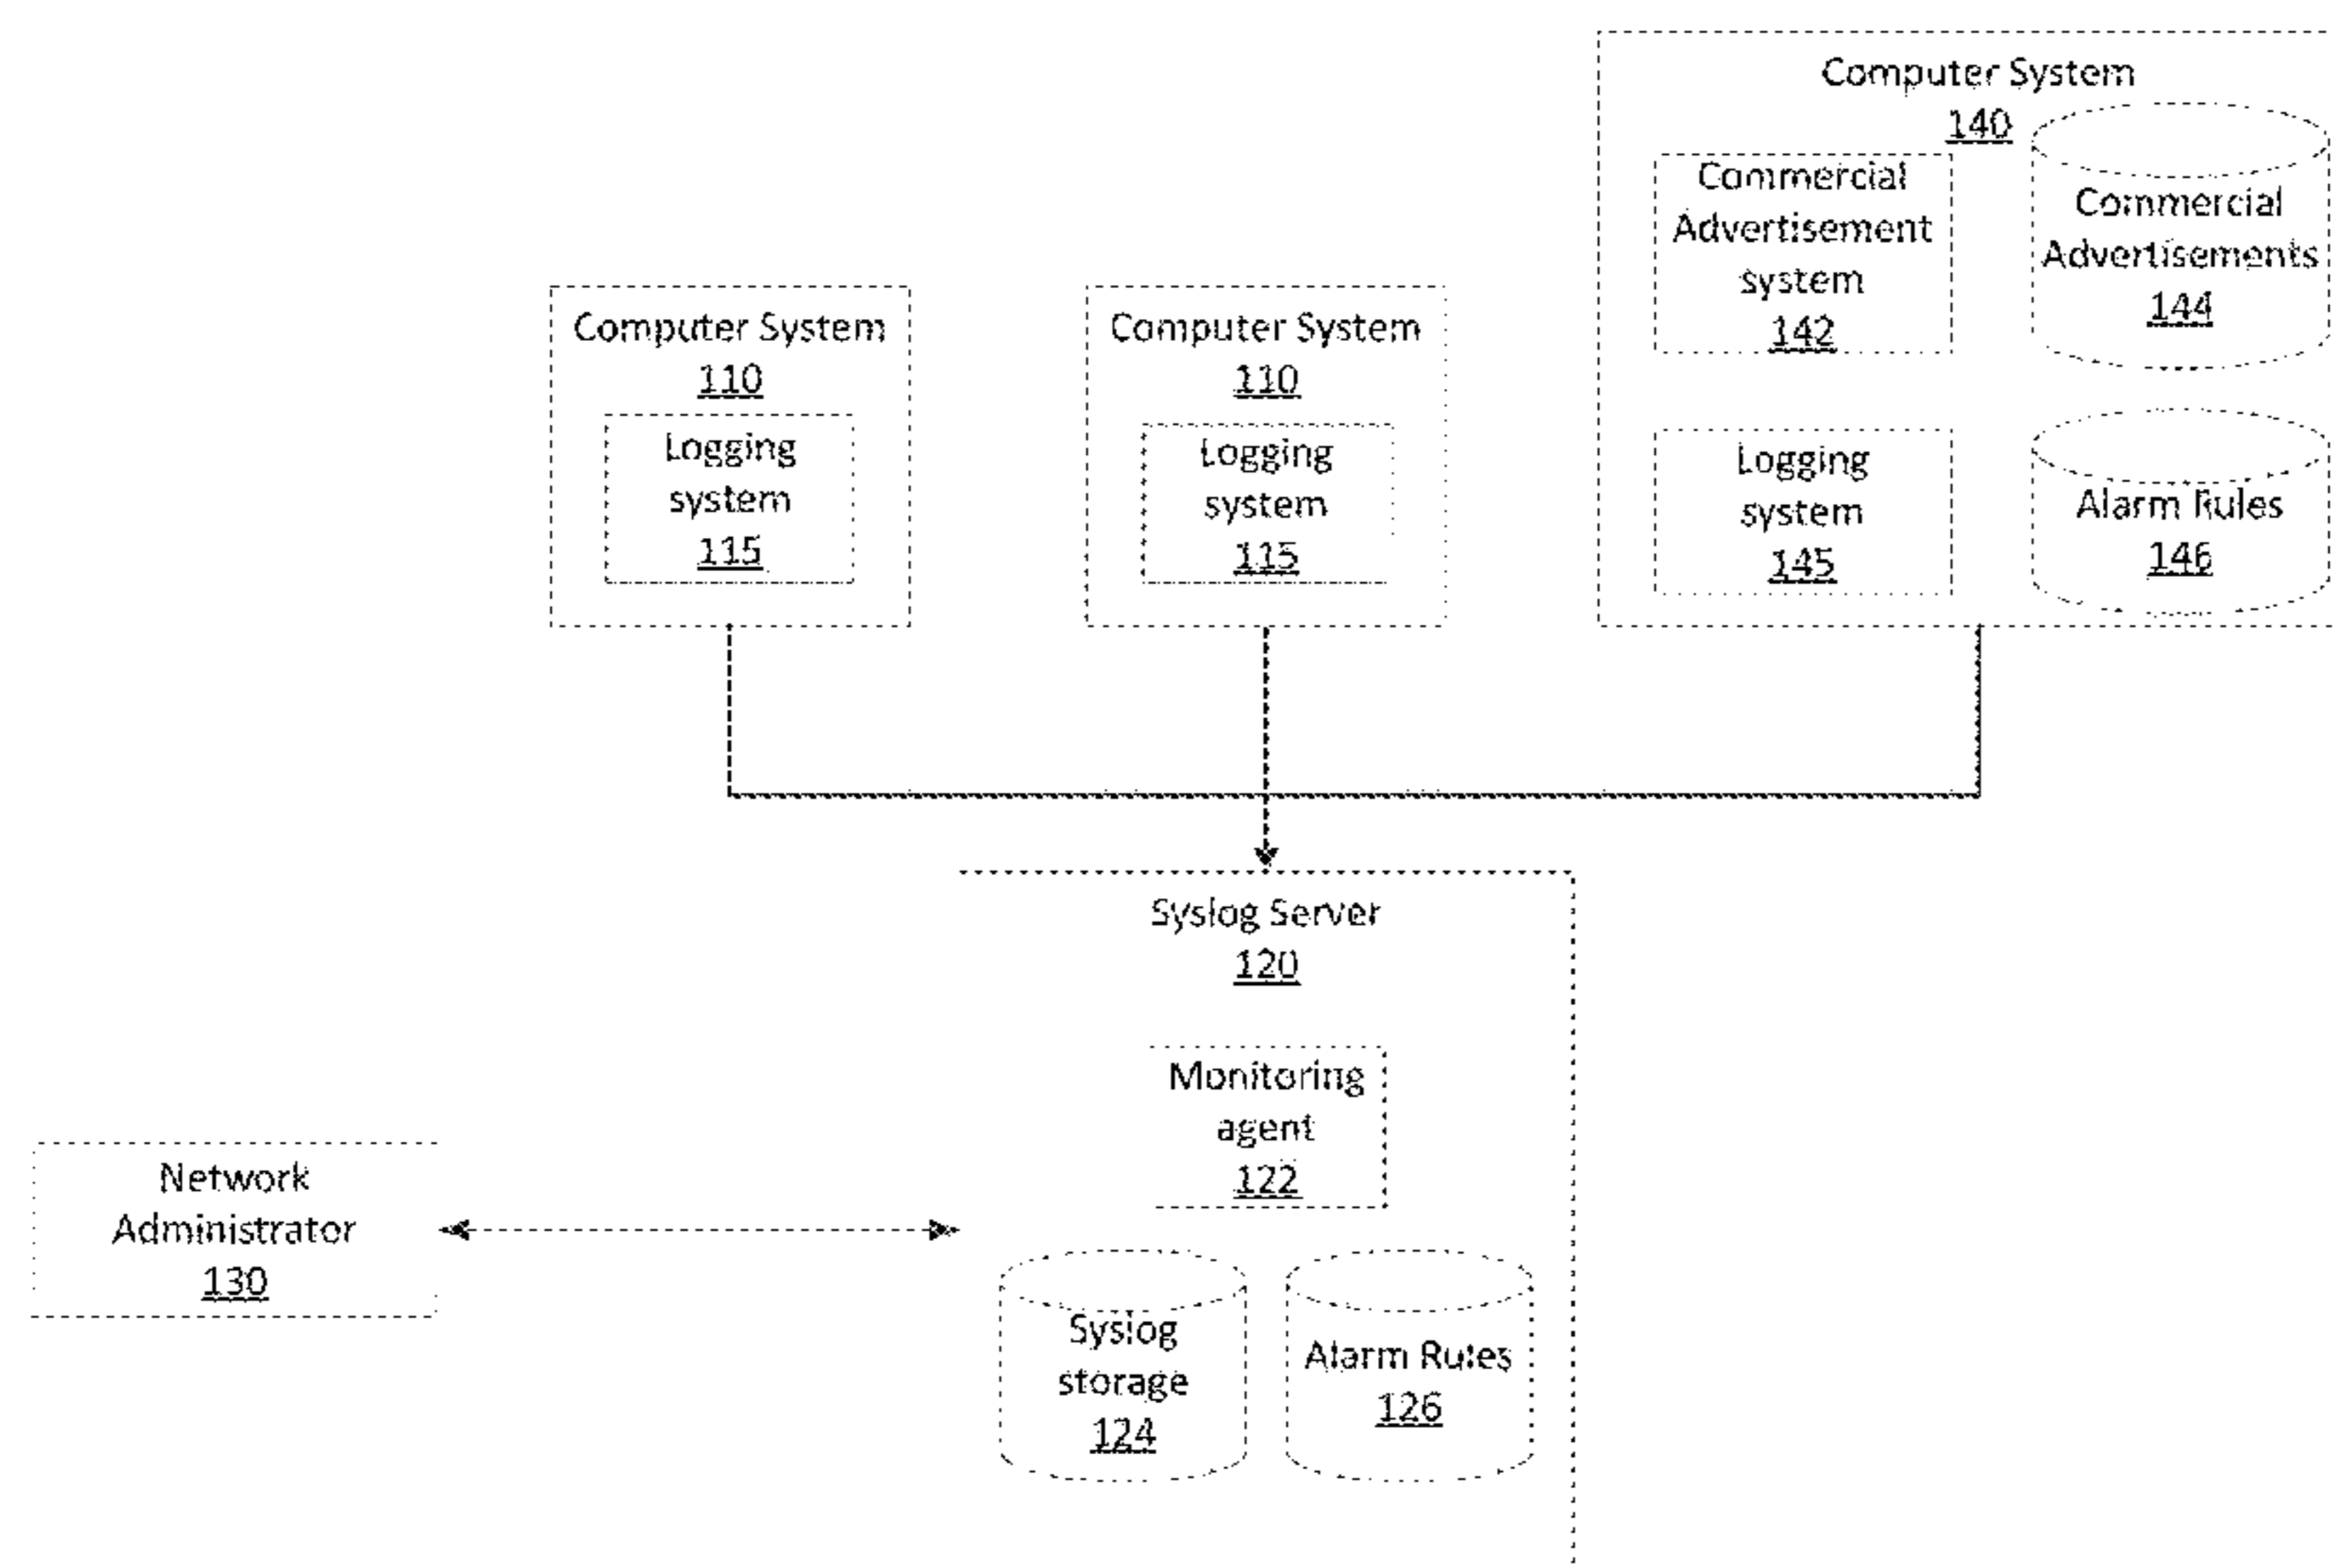 Computer System
140
Commercial
Advertisement
system
142
Commercial
Advertisements
144
Logging
system
145
Alarm Rules
146
Computer System
110
Logging
system
115
Computer System
110
Logging
system
115
Syslog Server
120
Monitoring
agent
122
Syslog
storage
124
Alarm Rules
126
Network
Administrator
130